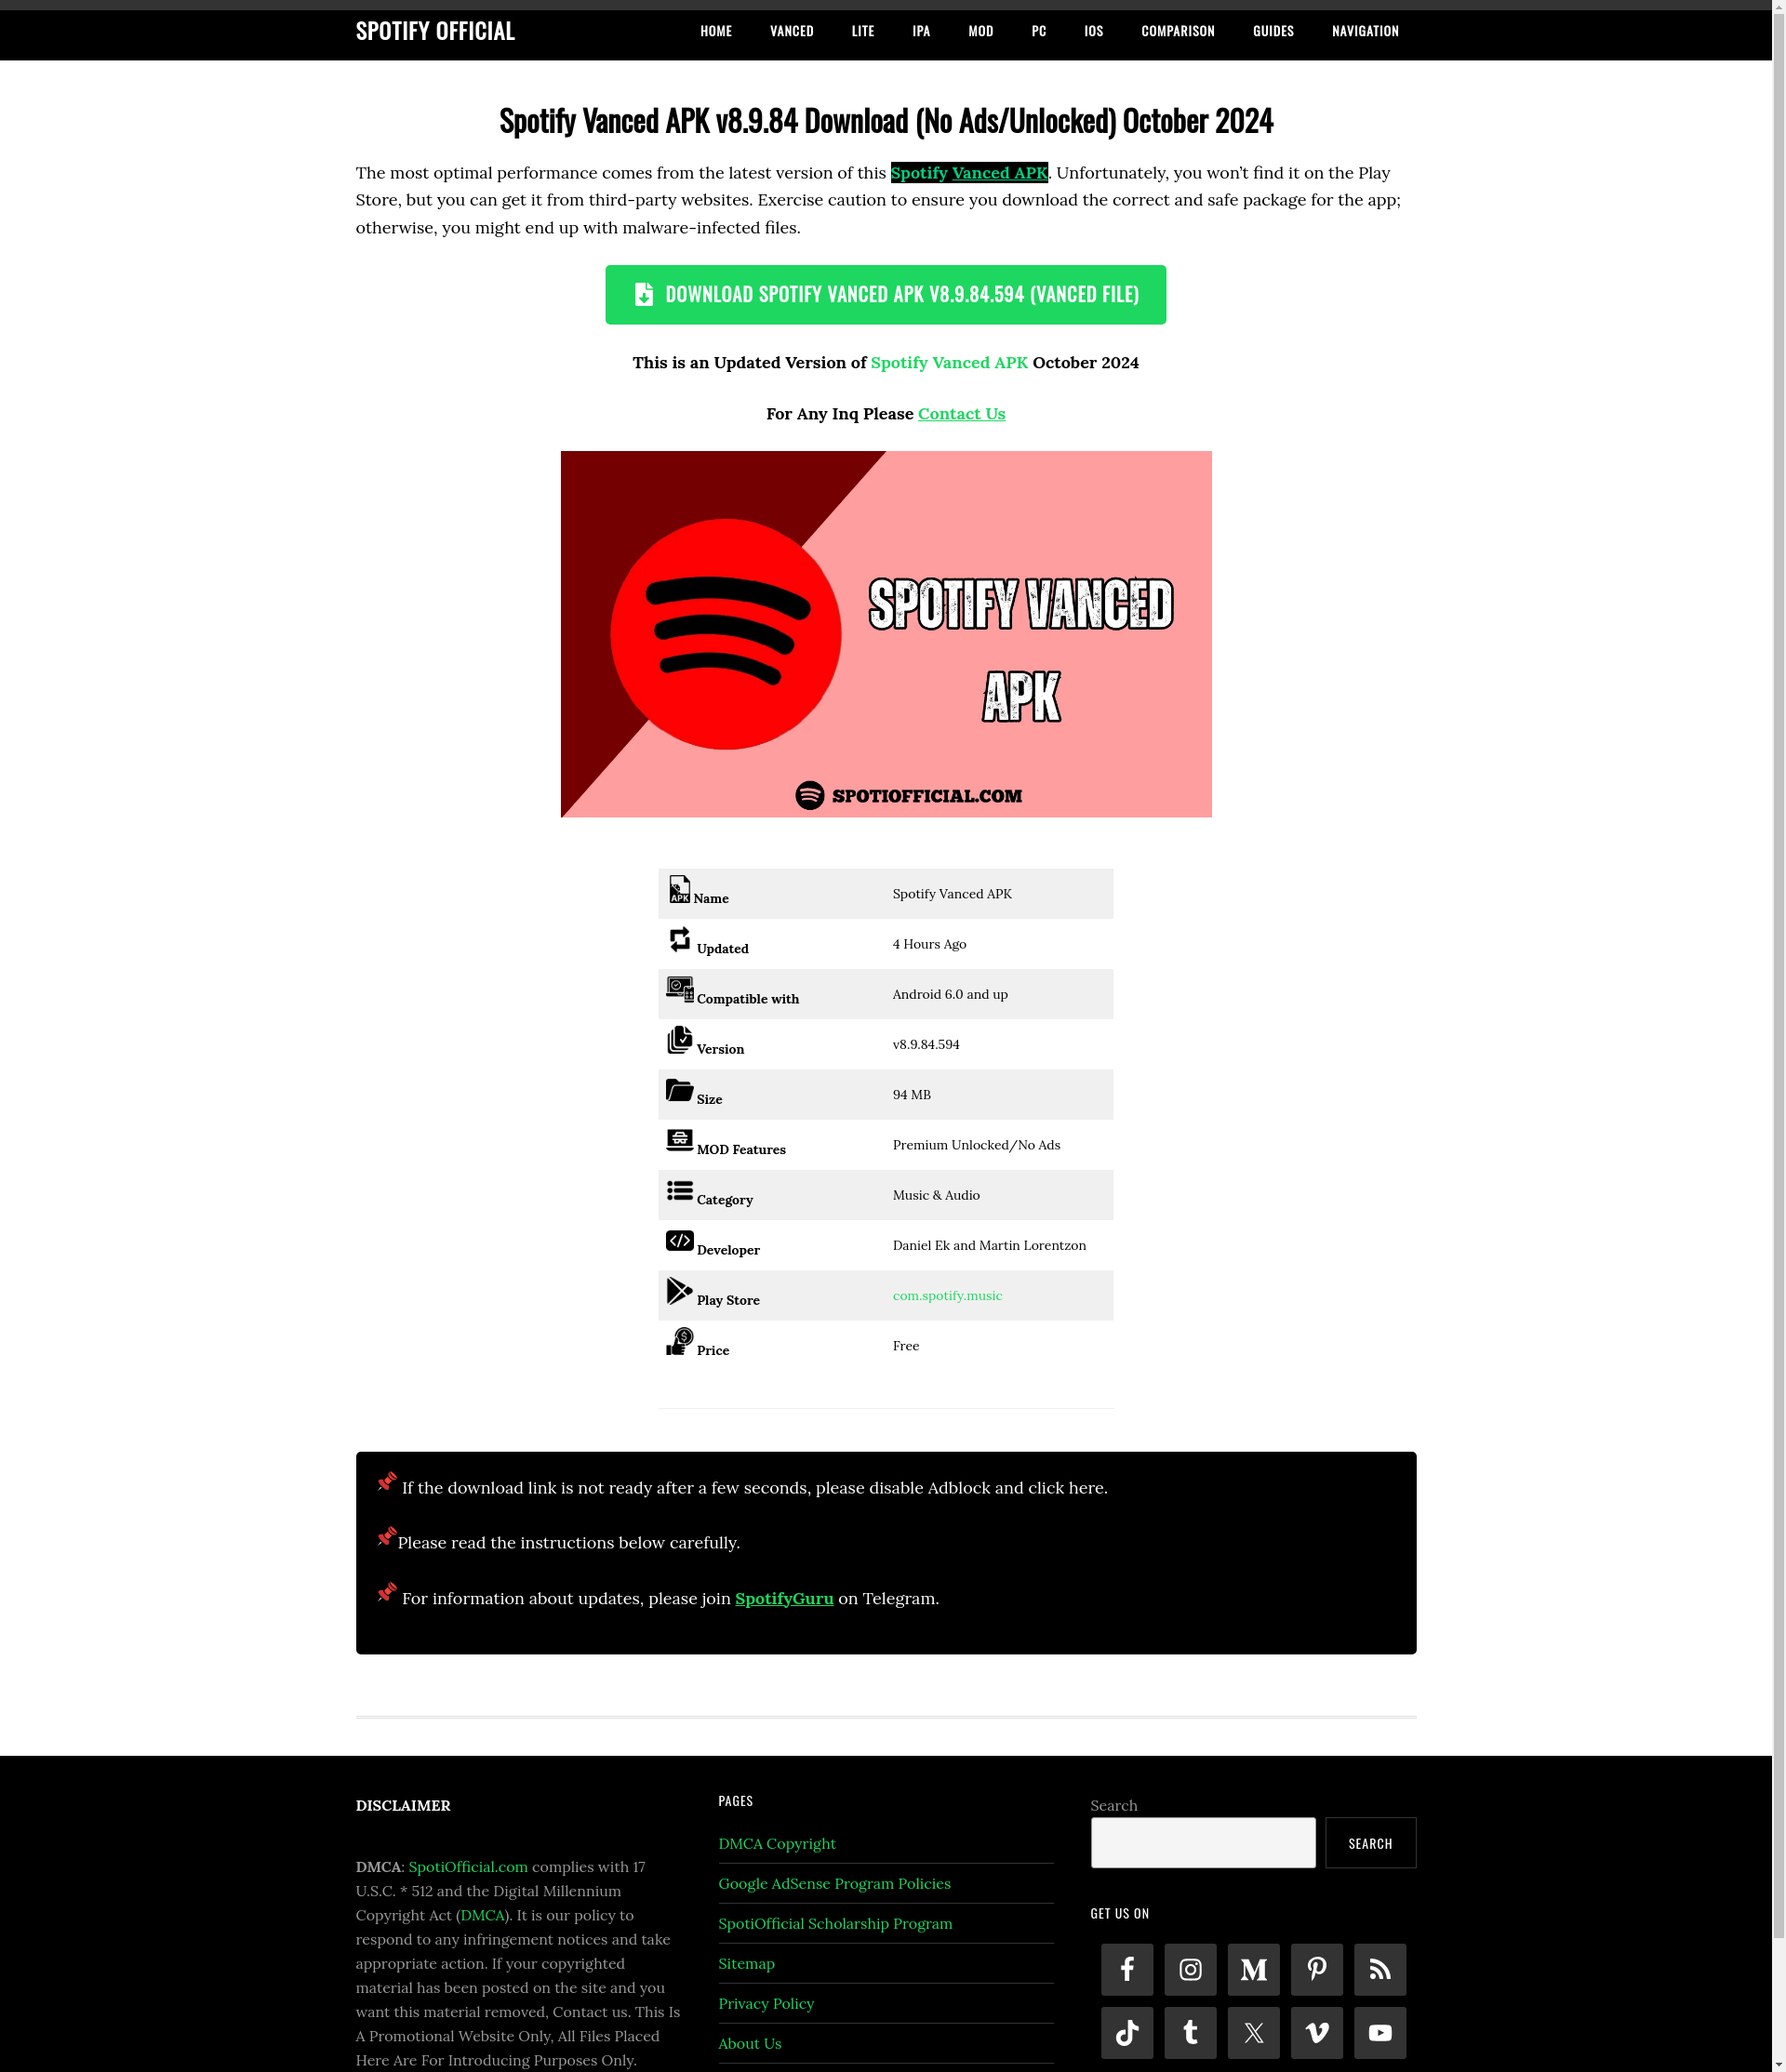 SPOTIFY OFFICIAL
HOME VANCED LITE IPA MOD PC IOS COMPARISON GUIDES NAVIGATION
Spotify Vanced APK v8.9.84 Download (No Ads/Unlocked) October 2024
The most optimal performance comes from the latest version of this Spotify Vanced APK. Unfortunately, you won’t find it on the Play
Store, but you can get it from third-party websites. Exercise caution to ensure you download the correct and safe package for the app;
otherwise, you might end up with malware-infected files.
DOWNLOAD SPOTIFY VANCED APK V8.9.84.594 (VANCED FILE)
This is an Updated Version of Spotify Vanced APK October 2024
For Any Inq Please Contact Us
SPOTIFY VANCED
APK
SPOTIOFFICIAL.COM
APK Name Spotify Vanced APK
Updated 4 Hours Ago
Compatible with Android 6.0 and up
Version v8.9.84.594
Size 94 MB
MOD Features Premium Unlocked/No Ads
Category Music & Audio
Developer Daniel Ek and Martin Lorentzon
Play Store com.spotify.music
Price Free
If the download link is not ready after a few seconds, please disable Adblock and click here.
Please read the instructions below carefully.
For information about updates, please join SpotifyGuru on Telegram.
DISCLAIMER
DMCA: SpotiOfficial.com complies with 17
U.S.C. * 512 and the Digital Millennium
Copyright Act (DMCA). It is our policy to
respond to any infringement notices and take
appropriate action. If your copyrighted
material has been posted on the site and you
want this material removed, Contact us. This Is
A Promotional Website Only, All Files Placed
Here Are For Introducing Purposes Only.
PAGES
DMCA Copyright
Google AdSense Program Policies
SpotiOfficial Scholarship Program
Sitemap
Privacy Policy
About Us
Search
SEARCH
GET US ON